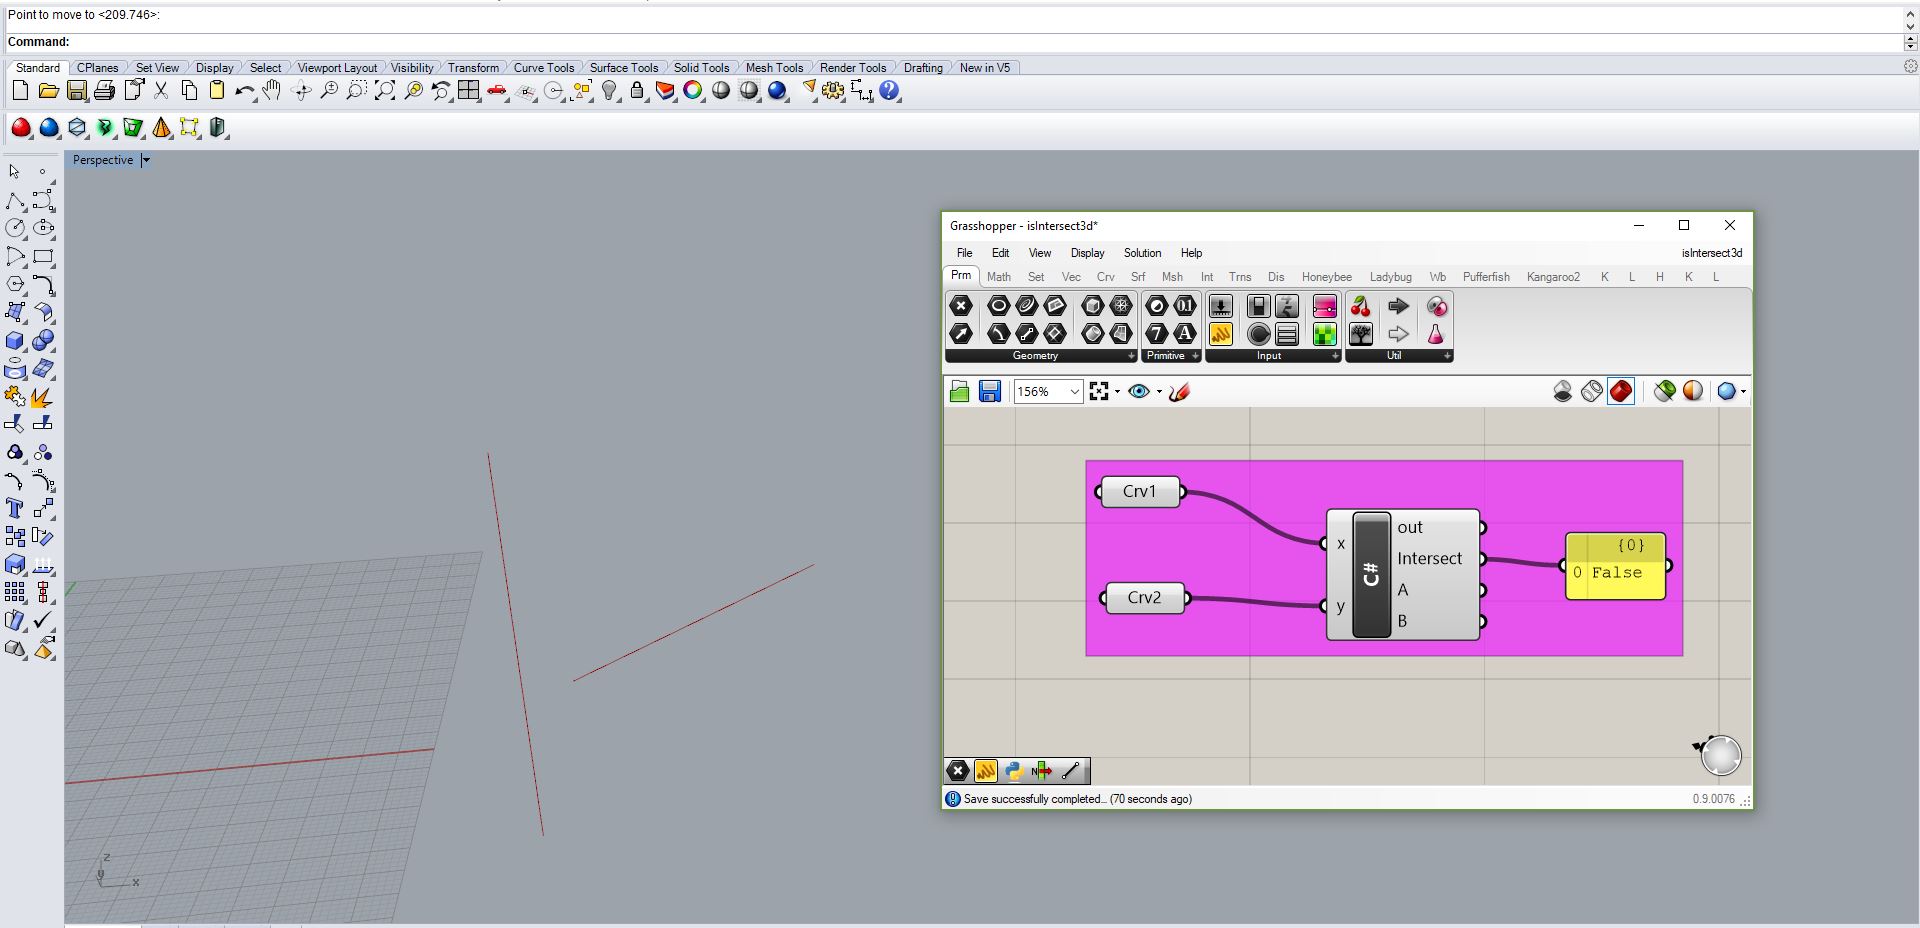 Point to move to <209.746>:
Command:
Standard CPlanes Set View Display Select Viewport Layout Visibility Transform Curve Tools Surface Tools Solid Tools Mesh Tools Render Tools Drafting New in V5
Perspective
Grasshopper - isIntersect3d*
File Edit View Display Solution Help isIntersect3d
Prm Math Set Vec Crv Srf Msh Int Trns Dis Honeybee Ladybug Wb Pufferfish Kangaroo2 K L H K L
Geometry Primitive Input Util
156%
Crv1
Crv2
x
y
C#
out
Intersect
A
B
{0}
0 False
z
x
Save successfully completed... (70 seconds ago) 0.9.0076